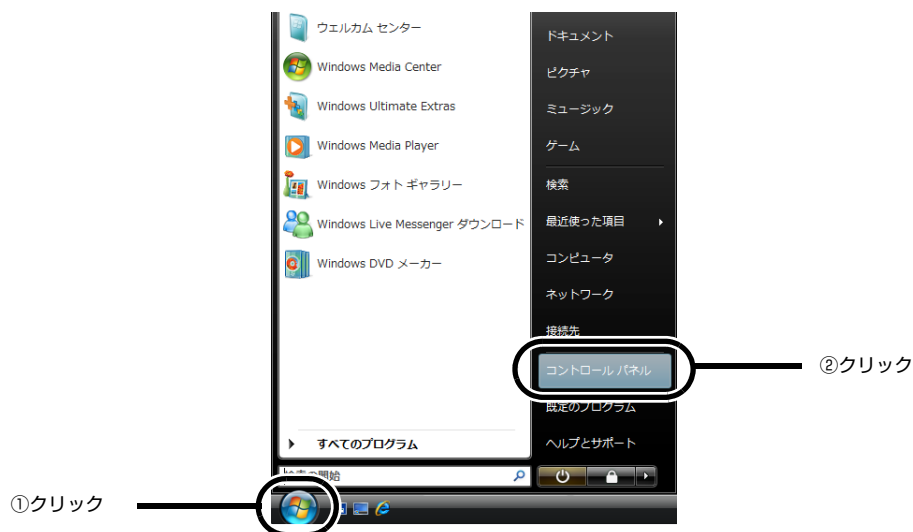 ウェルカム センター
Windows Media Center
Windows Ultimate Extras
Windows Media Player
Windows フォト ギャラリー
Windows Live Messenger ダウンロード
Windows DVD メーカー
すべてのプログラム
検索の開始
ドキュメント
ピクチャ
ミュージック
ゲーム
検索
最近使った項目
コンピュータ
ネットワーク
接続先
コントロール パネル
既定のプログラム
ヘルプとサポート
①クリック
②クリック